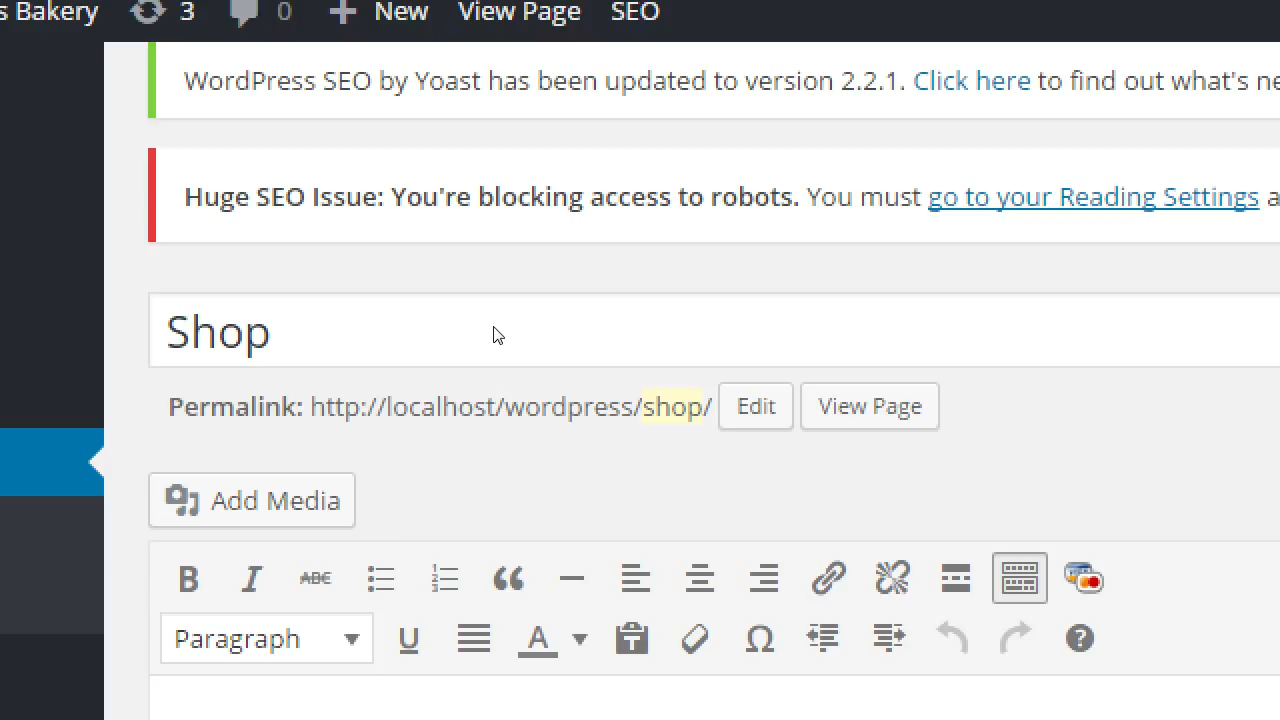 s Bakery 3 0 New View Page SEO
WordPress SEO by Yoast has been updated to version 2.2.1. Click here to find out what's ne
Huge SEO Issue: You're blocking access to robots. You must go to your Reading Settings a
Shop
Permalink: http://localhost/wordpress/shop/ Edit View Page
Add Media
B I ABC
Paragraph U A Ω